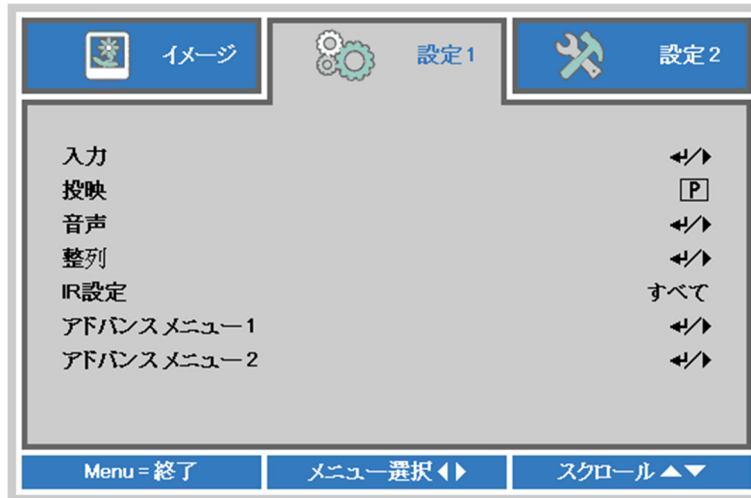 イメージ 設定1 設定2
入力 ↵/▶
投映 P
音声 ↵/▶
整列 ↵/▶
IR設定 すべて
アドバンスメニュー1 ↵/▶
アドバンスメニュー2 ↵/▶
Menu=終了 メニュー選択◀▶ スクロール▲▼